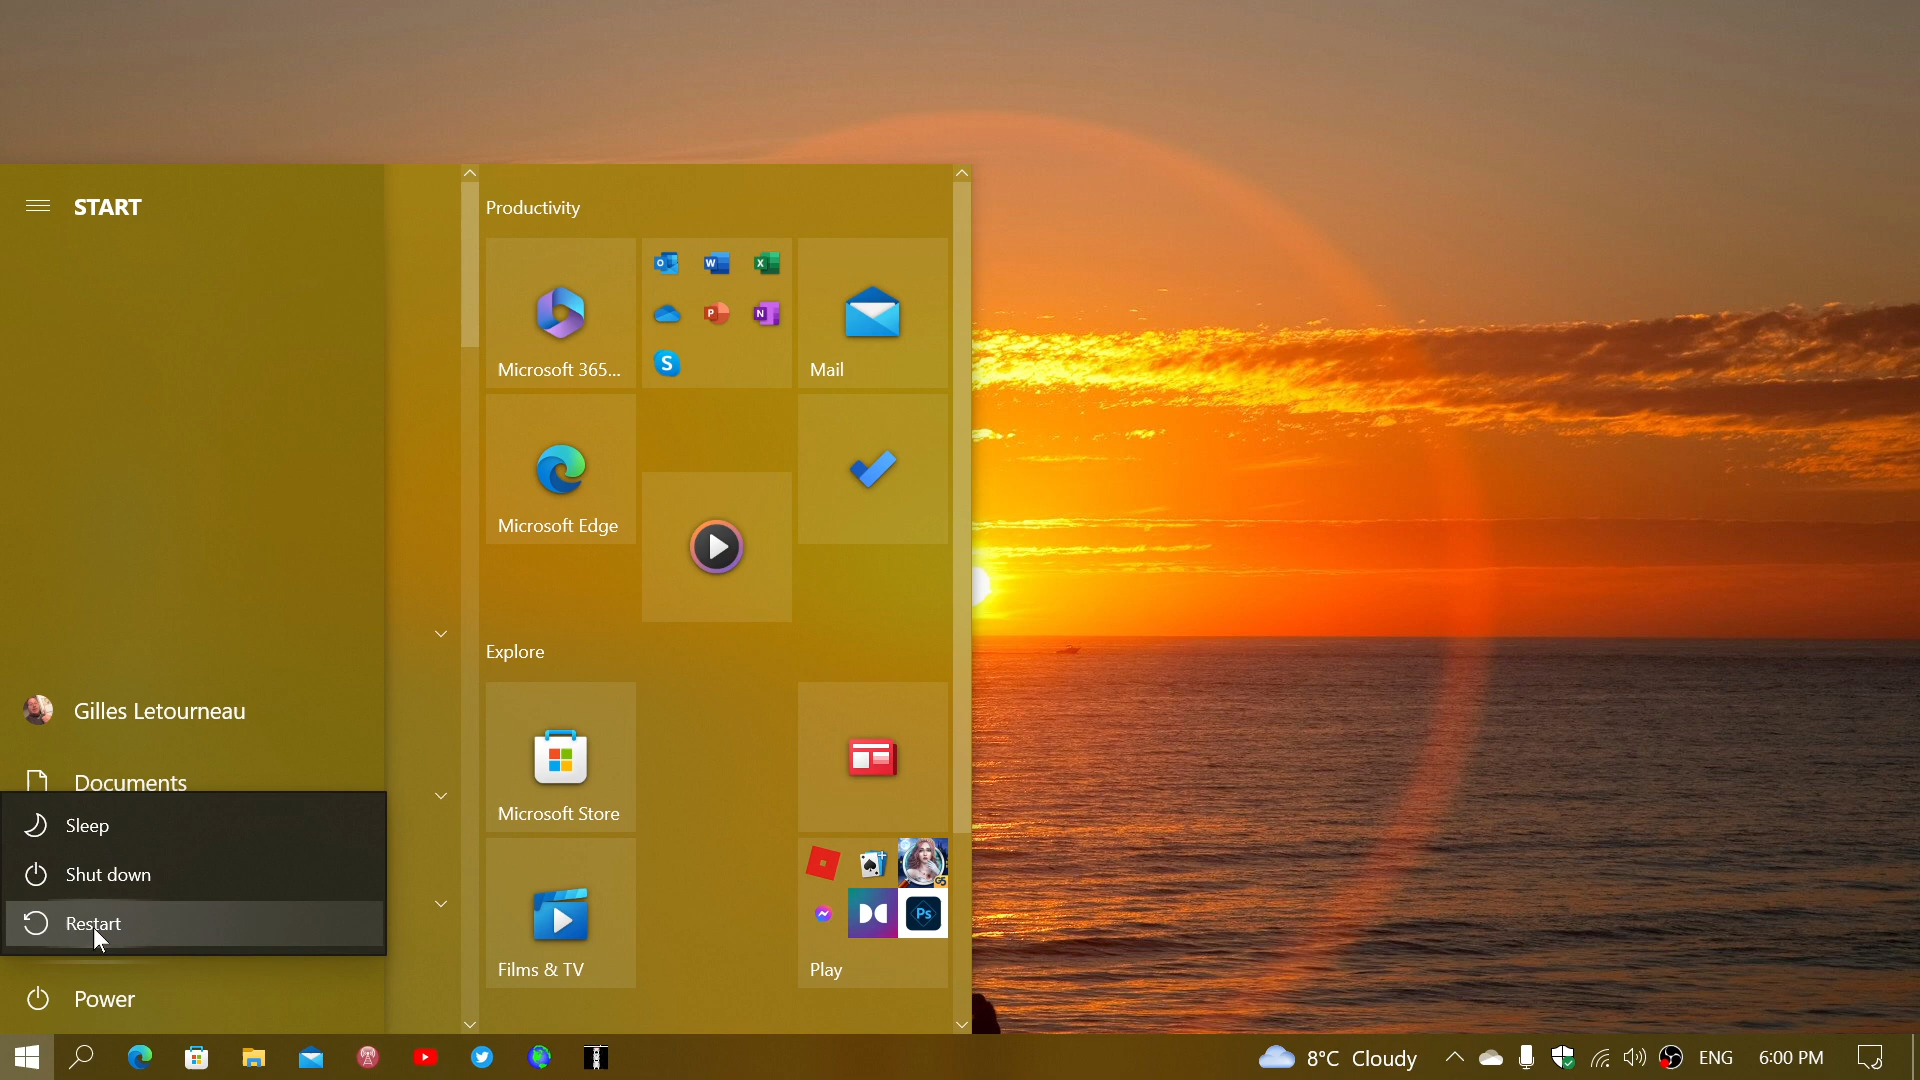 START
Productivity
Microsoft 365...
Mail
Microsoft Edge
Explore
Gilles Letourneau
Documents
Microsoft Store
Sleep
Shut down
Restart
Films & TV
Play
Power
8°C Cloudy
ENG
6:00 PM